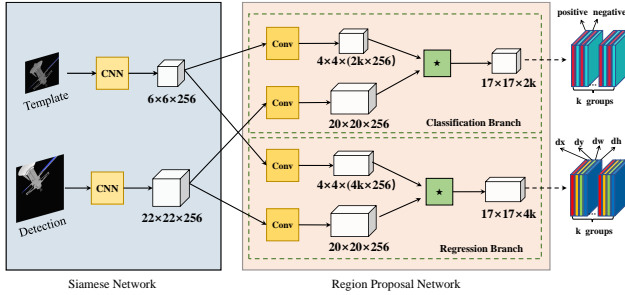 positive negative
Conv
4×4×(2k×256)
CNN
6×6×256
Template
★
17×17×2k
...
k groups
Conv
20×20×256
Classification Branch
dx dy dw dh
Conv
4×4×(4k×256)
CNN
22×22×256
Detection
★
17×17×4k
...
k groups
Conv
20×20×256
Regression Branch
Siamese Network
Region Proposal Network